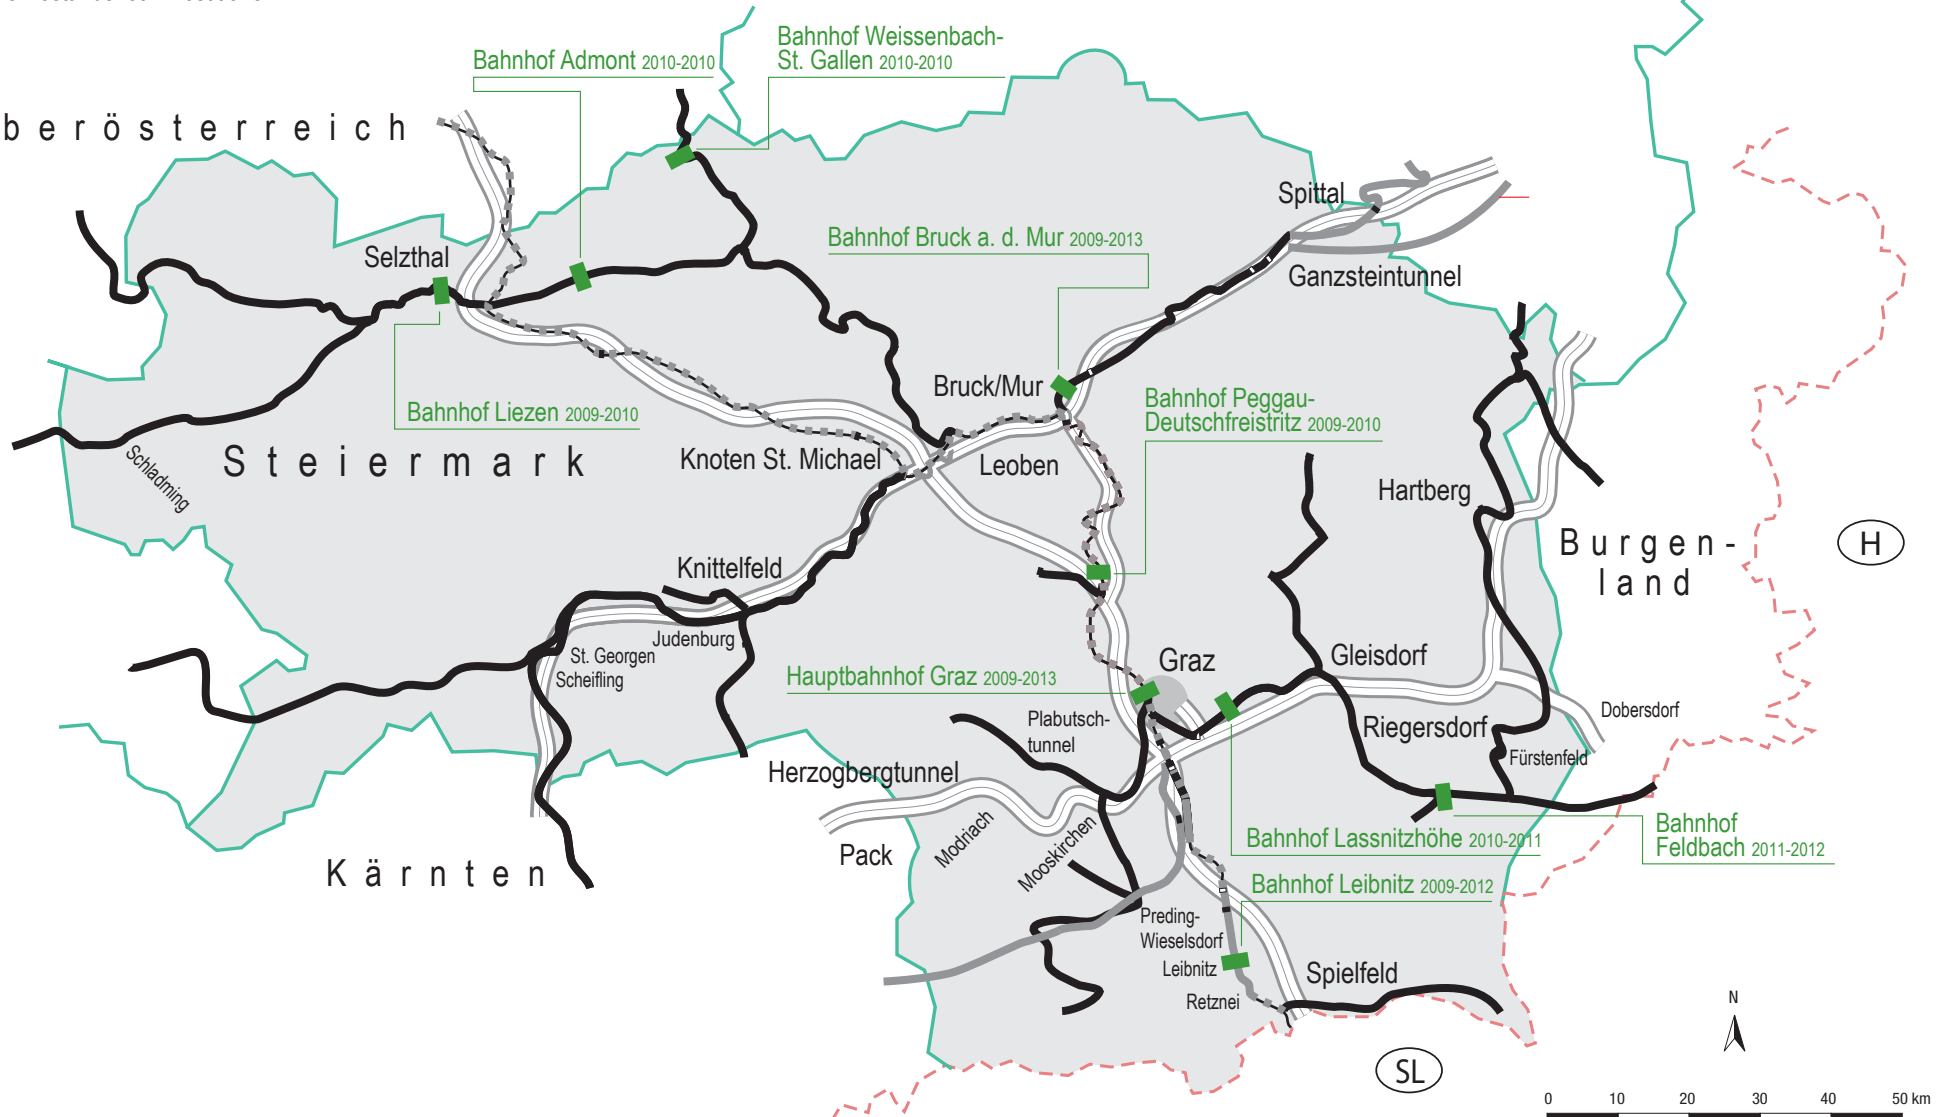 Bahnhof Weissenbach-
St. Gallen 2010-2010
Bahnhof Admont 2010-2010
berösterreich
Spittal
Bahnhof Bruck a. d. Mur 2009-2013
Selzthal
Ganzsteintunnel
Bruck/Mur
Bahnhof Peggau-
Deutschfreistritz 2009-2010
Bahnhof Liezen 2009-2010
Steiermark
Schladming
Knoten St. Michael
Leoben
Hartberg
Burgen-
land
H
Knittelfeld
Judenburg
St. Georgen
Scheifling
Graz
Gleisdorf
Hauptbahnhof Graz 2009-2013
Plabutsch-
tunnel
Riegersdorf
Dobersdorf
Fürstenfeld
Herzogbergtunnel
Modriach
Mooskirchen
Pack
Kärnten
Bahnhof Lassnitzhöhe 2010-2011
Bahnhof
Feldbach 2011-2012
Bahnhof Leibnitz 2009-2012
Preding-
Wieselsdorf
Leibnitz
Spielfeld
Retznei
N
SL
0 10 20 30 40 50 km